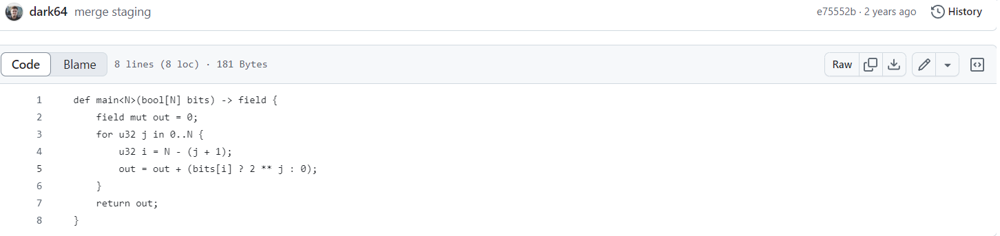 dark64 merge staging e75552b · 2 years ago History
Code Blame 8 lines (8 loc) · 181 Bytes Raw
1 def main<N>(bool[N] bits) -> field {
2     field mut out = 0;
3     for u32 j in 0..N {
4         u32 i = N - (j + 1);
5         out = out + (bits[i] ? 2 ** j : 0);
6     }
7     return out;
8 }